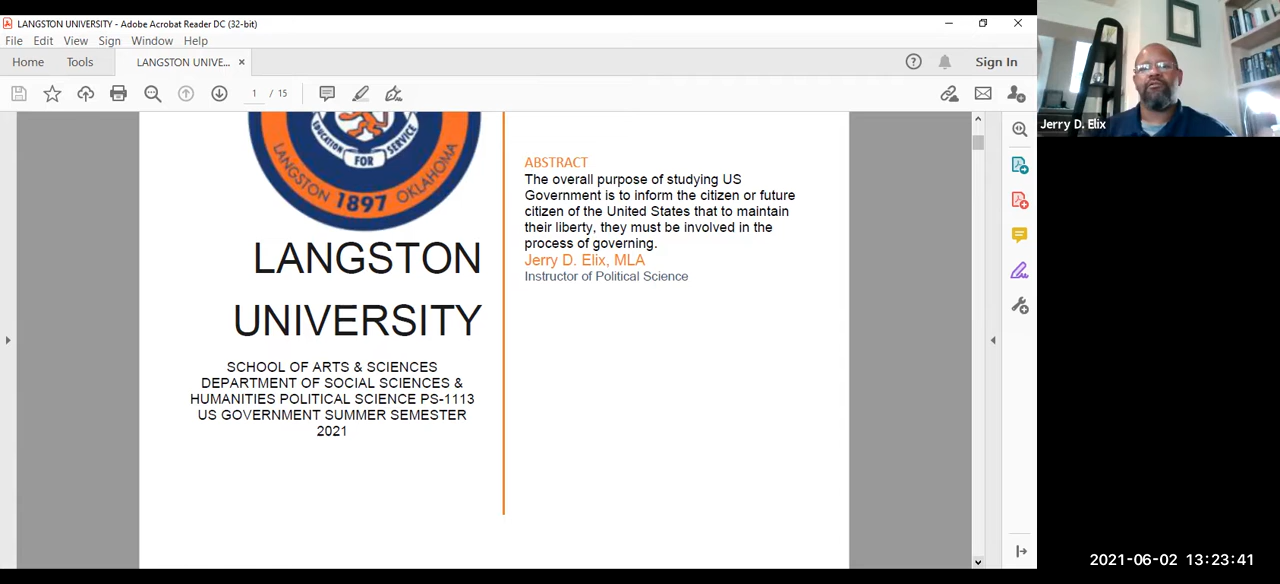 LANGSTON UNIVERSITY - Adobe Acrobat Reader DC (32-bit)
File Edit View Sign Window Help
Home Tools LANGSTON UNIVE... × Sign In
1 / 15
Jerry D. Elix
EDUCATION FOR SERVICE
LANGSTON 1897 OKLAHOMA
LANGSTON
UNIVERSITY
SCHOOL OF ARTS & SCIENCES
DEPARTMENT OF SOCIAL SCIENCES &
HUMANITIES POLITICAL SCIENCE PS-1113
US GOVERNMENT SUMMER SEMESTER
2021
ABSTRACT
The overall purpose of studying US
Government is to inform the citizen or future
citizen of the United States that to maintain
their liberty, they must be involved in the
process of governing.
Jerry D. Elix, MLA
Instructor of Political Science
2021-06-02 13:23:41